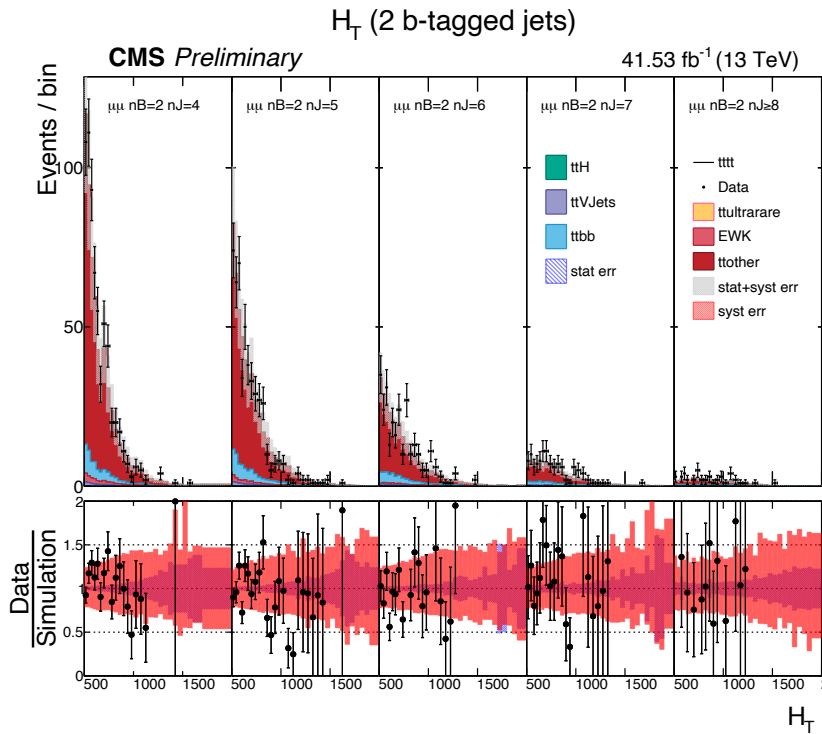 H_T (2 b-tagged jets)
CMS Preliminary
41.53 fb⁻¹ (13 TeV)
Events / bin
μμ nB=2 nJ=4
μμ nB=2 nJ=5
μμ nB=2 nJ=6
μμ nB=2 nJ=7
μμ nB=2 nJ≥8
100
50
0
ttH
ttVJets
ttbb
stat err
tttt
Data
ttultrarare
EWK
ttother
stat+syst err
syst err
Data
Simulation
2
1.5
1
0.5
0
500 1000 1500 500 1000 1500 500 1000 1500 500 1000 1500 500 1000 1500 2
H_T